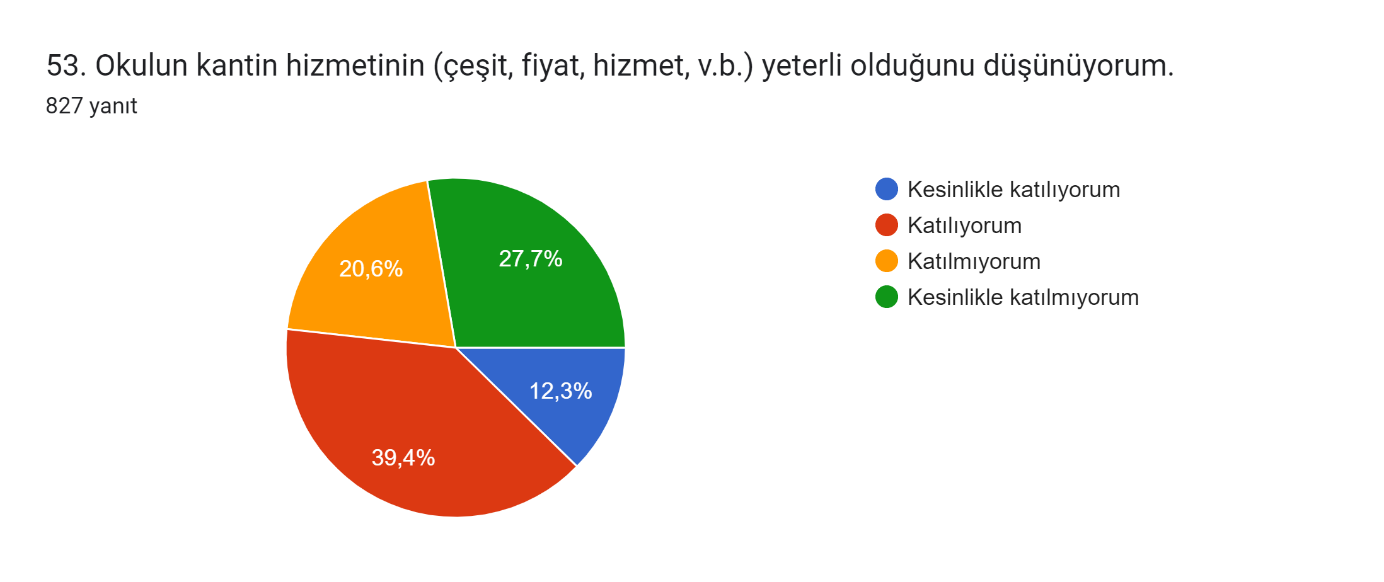 53. Okulun kantin hizmetinin (çeşit, fiyat, hizmet, v.b.) yeterli olduğunu düşünüyorum.
827 yanıt
27,7%
20,6%
12,3%
39,4%
Kesinlikle katılıyorum
Katılıyorum
Katılmıyorum
Kesinlikle katılmıyorum